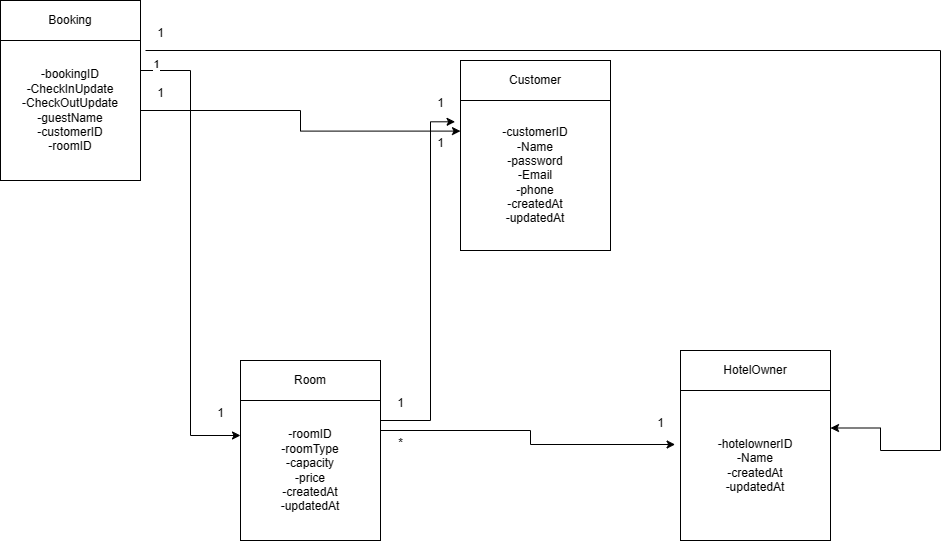 Booking
-bookingID
-CheckInUpdate
-CheckOutUpdate
-guestName
-customerID
-roomID
1
1
1
Customer
-customerID
-Name
-password
-Email
-phone
-createdAt
-updatedAt
1
1
Room
-roomID
-roomType
-capacity
-price
-createdAt
-updatedAt
1
1
*
1
HotelOwner
-hotelownerID
-Name
-createdAt
-updatedAt